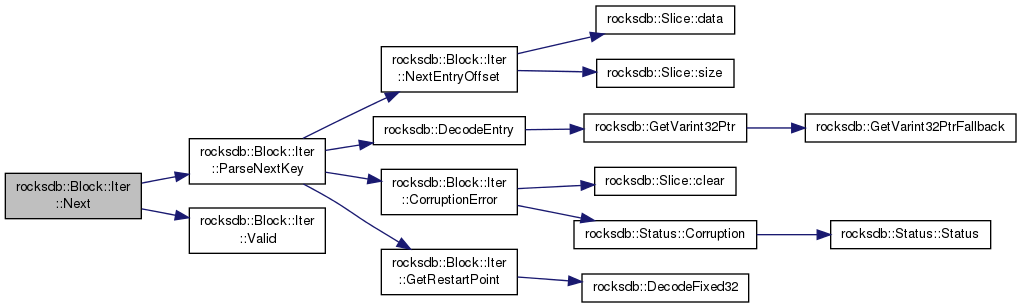 rocksdb::Block::Iter
::Next
rocksdb::Block::Iter
::ParseNextKey
rocksdb::Block::Iter
::Valid
rocksdb::Block::Iter
::NextEntryOffset
rocksdb::DecodeEntry
rocksdb::Block::Iter
::CorruptionError
rocksdb::Block::Iter
::GetRestartPoint
rocksdb::Slice::data
rocksdb::Slice::size
rocksdb::GetVarint32Ptr
rocksdb::Slice::clear
rocksdb::Status::Corruption
rocksdb::DecodeFixed32
rocksdb::GetVarint32PtrFallback
rocksdb::Status::Status